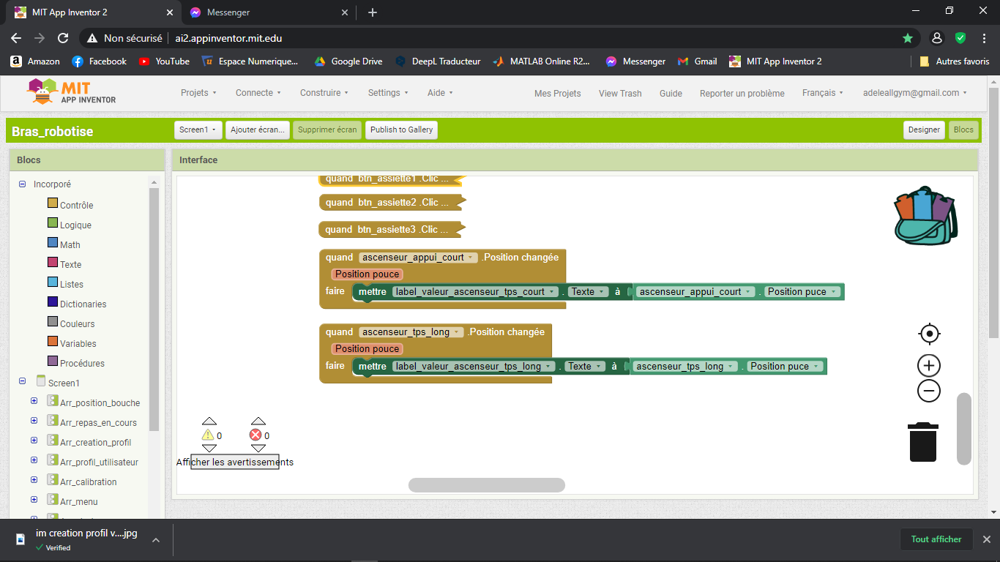 MIT App Inventor 2
Messenger
Non sécurisé
ai2.appinventor.mit.edu
Amazon
Facebook
YouTube
Espace Numerique...
Google Drive
DeepL Traducteur
MATLAB Online R2...
Messenger
Gmail
MIT App Inventor 2
Autres favoris
MIT
APP INVENTOR
Projets
Connecte
Construire
Settings
Aide
Mes Projets
View Trash
Guide
Reporter un problème
Français
adeleallgym@gmail.com
Bras_robotise
Screen1
Ajouter écran...
Supprimer écran
Publish to Gallery
Designer
Blocs
Blocs
Incorporé
Contrôle
Logique
Math
Texte
Listes
Dictionaries
Couleurs
Variables
Procédures
Screen1
Arr_position_bouche
Arr_repas_en_cours
Arr_creation_profil
Arr_profil_utilisateur
Arr_calibration
Arr_menu
Interface
quand btn_assiette1 .Clic ...
quand btn_assiette2 .Clic ...
quand btn_assiette3 .Clic ...
quand ascenseur_appui_court .Position changée
Position pouce
faire mettre label_valeur_ascenseur_tps_court . Texte à ascenseur_appui_court . Position puce
quand ascenseur_tps_long .Position changée
Position pouce
faire mettre label_valeur_ascenseur_tps_long . Texte à ascenseur_tps_long . Position puce
0
0
Afficher les avertissements
im creation profil v....jpg
Verified
Tout afficher